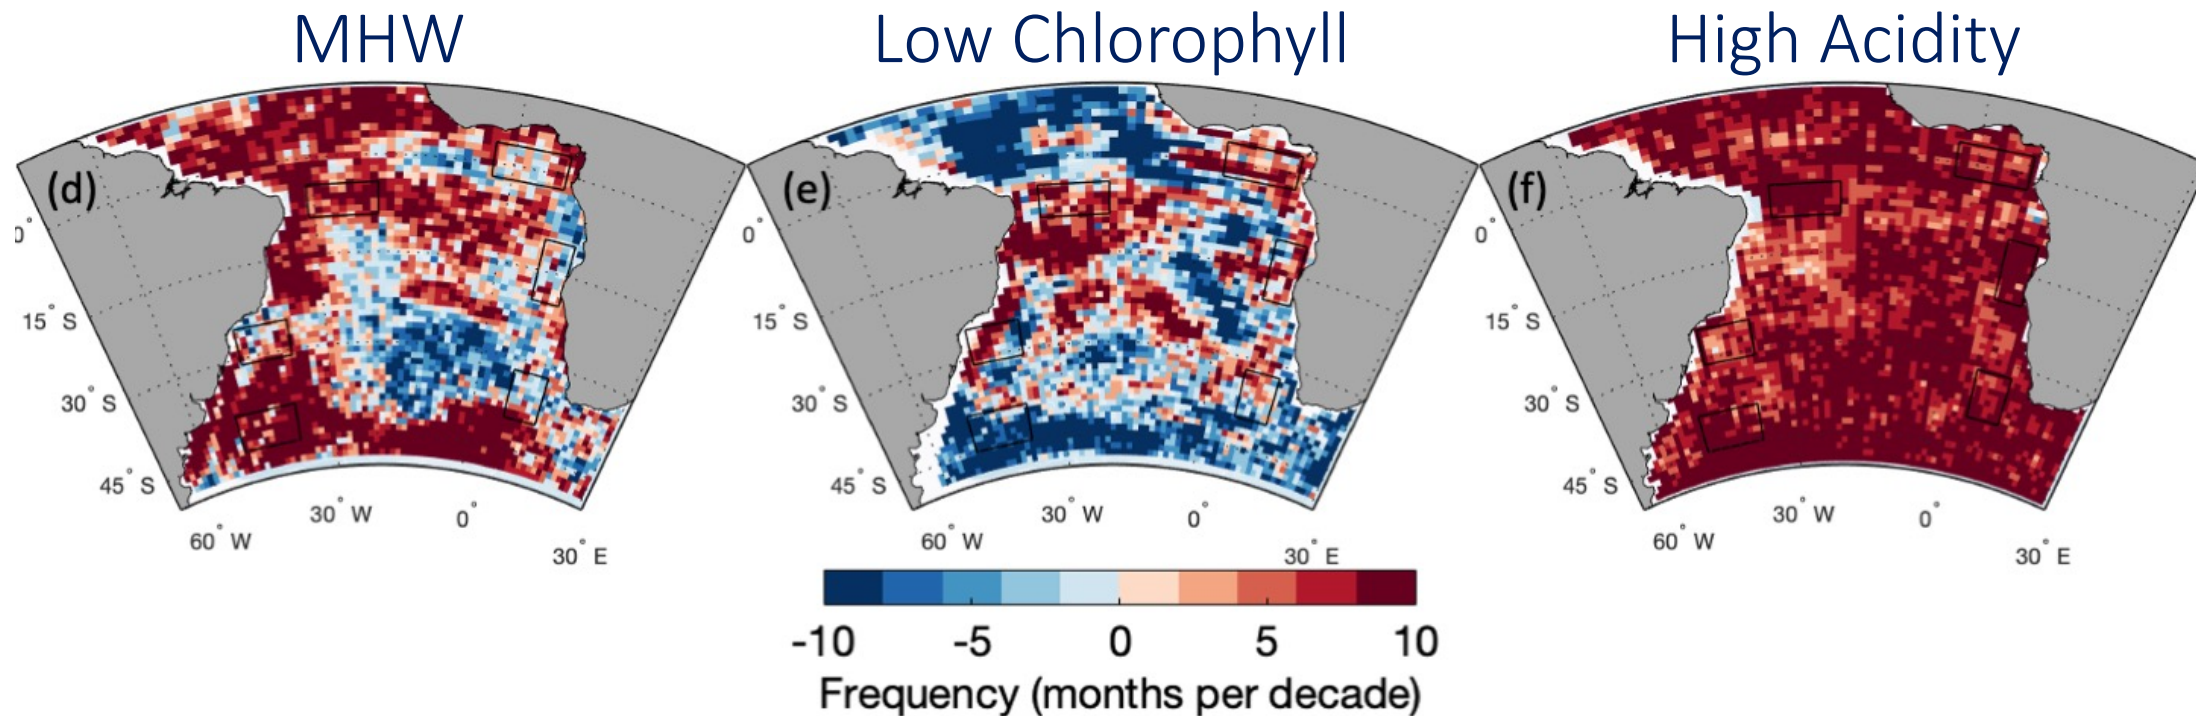 MHW
Low Chlorophyll
High Acidity
(d)
0°
15° S
30° S
45° S
60° W
30° W
0°
30° E
(e)
0°
15° S
30° S
45° S
60° W
30° W
0°
30° E
(f)
0°
15° S
30° S
45° S
60° W
30° W
0°
30° E
-10 -5 0 5 10
Frequency (months per decade)